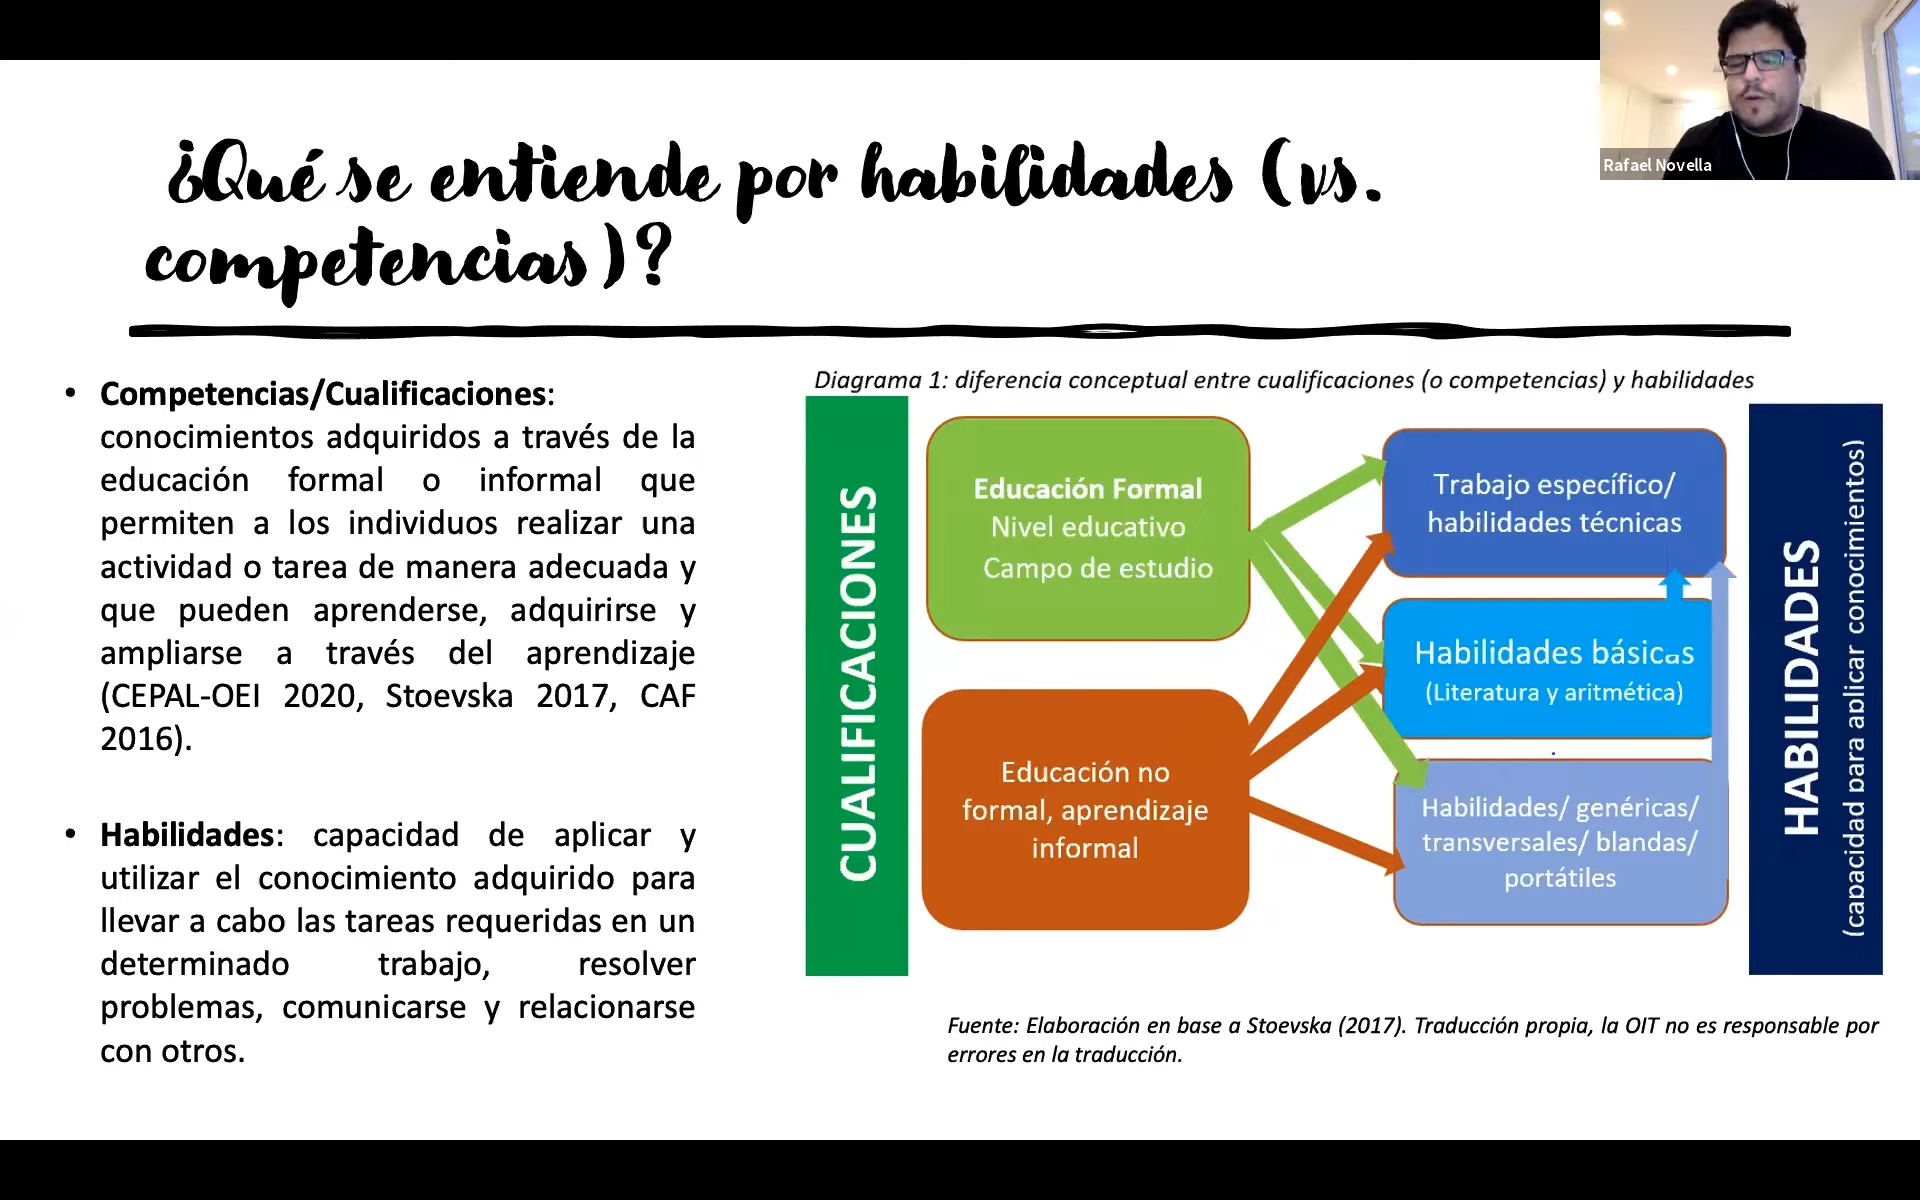 Rafael Novella
¿Qué se entiende por habilidades (vs.
competencias)?
• Competencias/Cualificaciones:
conocimientos adquiridos a través de la
educación formal o informal que
permiten a los individuos realizar una
actividad o tarea de manera adecuada y
que pueden aprenderse, adquirirse y
ampliarse a través del aprendizaje
(CEPAL-OEI 2020, Stoevska 2017, CAF
2016).
• Habilidades: capacidad de aplicar y
utilizar el conocimiento adquirido para
llevar a cabo las tareas requeridas en un
determinado trabajo, resolver
problemas, comunicarse y relacionarse
con otros.
Diagrama 1: diferencia conceptual entre cualificaciones (o competencias) y habilidades
CUALIFICACIONES
Educación Formal
Nivel educativo
Campo de estudio
Educación no
formal, aprendizaje
informal
Trabajo específico/
habilidades técnicas
Habilidades básicas
(Literatura y aritmética)
Habilidades/ genéricas/
transversales/ blandas/
portátiles
HABILIDADES
(capacidad para aplicar conocimientos)
Fuente: Elaboración en base a Stoevska (2017). Traducción propia, la OIT no es responsable por
errores en la traducción.